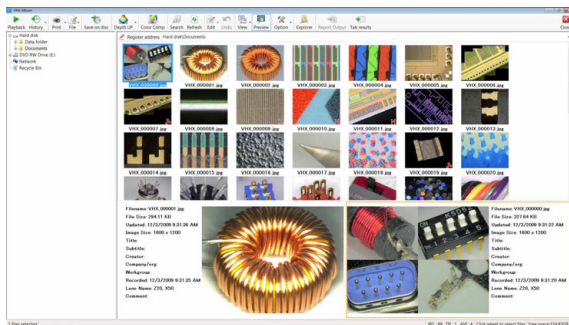 VHX Album
Playback History Print File Save on disc Depth UP Color Comp Search Refresh Edit Undo View Preview Option Explorer Report Output Tab results
Hard disk
Data folder
Documents
DVD RW Drive (E:)
Network
Recycle Bin
Register address Hard disk\Documents
VHX_000001.jpg VHX_000002.jpg VHX_000003.jpg VHX_000004.jpg VHX_000005.jpg VHX_000006.jpg
VHX_000007.jpg VHX_000008.jpg VHX_000009.jpg VHX_000010.jpg VHX_000011.jpg VHX_000012.jpg VHX_000013.jpg
VHX_000014.jpg VHX_000015.jpg VHX_000016.jpg VHX_000017.jpg VHX_000018.jpg VHX_000019.jpg VHX_000020.jpg
Filename: VHX_000001.jpg
File Size: 294.11 KB
Updated: 12/3/2009 9:31:26 AM
Image Size: 1600 x 1200
Title:
Subtitle:
Creator:
Company/org:
Workgroup:
Recorded: 12/3/2009 9:31:25 AM
Lens Name: Z20, X50
Comment:
Filename: VHX_000000.jpg
File Size: 327.64 KB
Updated: 12/3/2009 9:31:22 AM
Image Size: 1600 x 1200
Title:
Subtitle:
Creator:
Company/org:
Workgroup:
Recorded: 12/3/2009 9:31:20 AM
Lens Name: Z20, X50
Comment: